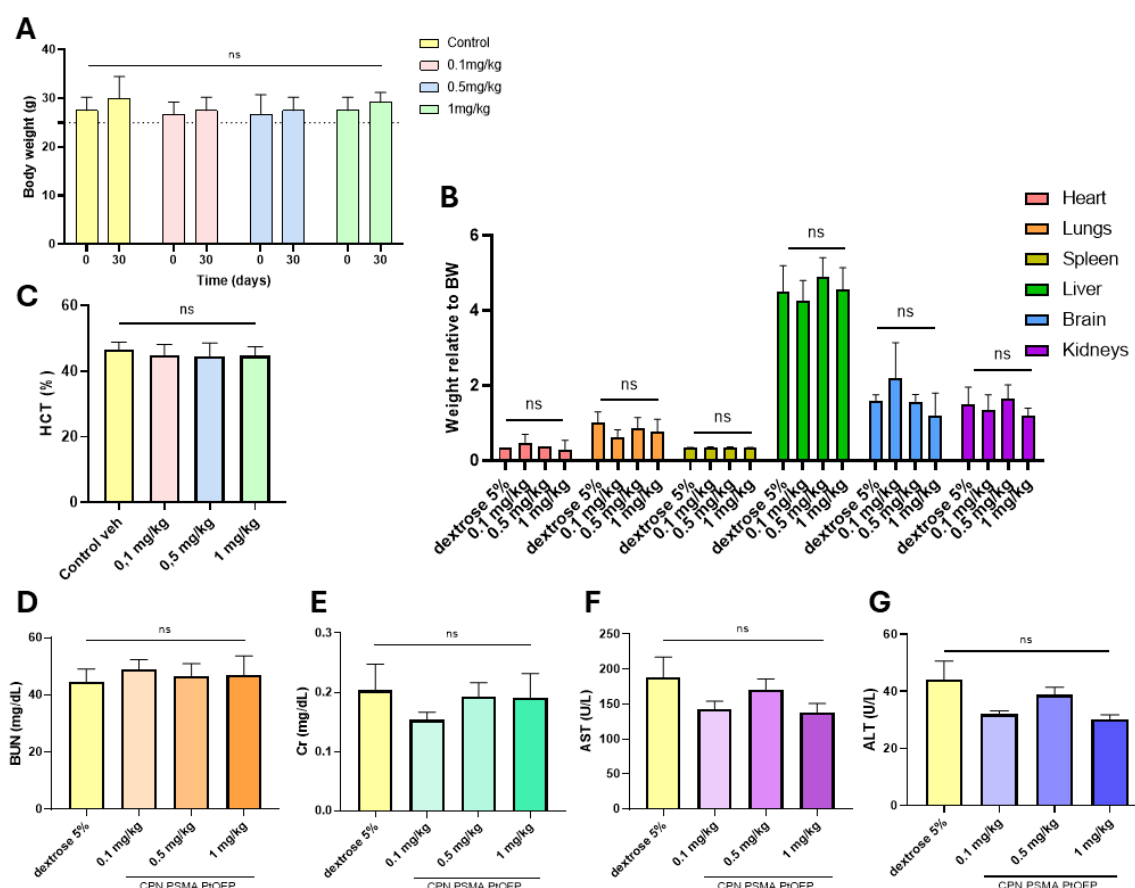 A
40
30
20
10
0
Body weight (g)
ns
0 30 0 30 0 30 0 30
Time (days)
Control
0.1mg/kg
0.5mg/kg
1mg/kg
B
6
4
2
0
Weight relative to BW
ns
ns
ns
ns
ns
ns
dextrose 5% 0.1 mg/kg 0.5 mg/kg 1 mg/kg dextrose 5% 0.1 mg/kg 0.5 mg/kg 1 mg/kg dextrose 5% 0.1 mg/kg 0.5 mg/kg 1 mg/kg dextrose 5% 0.1 mg/kg 0.5 mg/kg 1 mg/kg dextrose 5% 0.1 mg/kg 0.5 mg/kg 1 mg/kg dextrose 5% 0.1 mg/kg 0.5 mg/kg 1 mg/kg
Heart
Lungs
Spleen
Liver
Brain
Kidneys
C
60
40
20
0
HCT (%)
ns
Control veh 0,1 mg/kg 0,5 mg/kg 1 mg/kg
D
60
40
20
0
BUN (mg/dL)
ns
dextrose 5% 0.1 mg/kg 0.5 mg/kg 1 mg/kg
CPN PSMA PtOEP
E
0.3
0.2
0.1
0.0
Cr (mg/dL)
ns
dextrose 5% 0.1 mg/kg 0.5 mg/kg 1 mg/kg
CPN PSMA PtOEP
F
250
200
150
100
50
0
AST (U/L)
ns
dextrose 5% 0.1 mg/kg 0.5 mg/kg 1 mg/kg
CPN PSMA PtOEP
G
60
40
20
0
ALT (U/L)
ns
dextrose 5% 0.1 mg/kg 0.5 mg/kg 1 mg/kg
CPN PSMA PtOEP